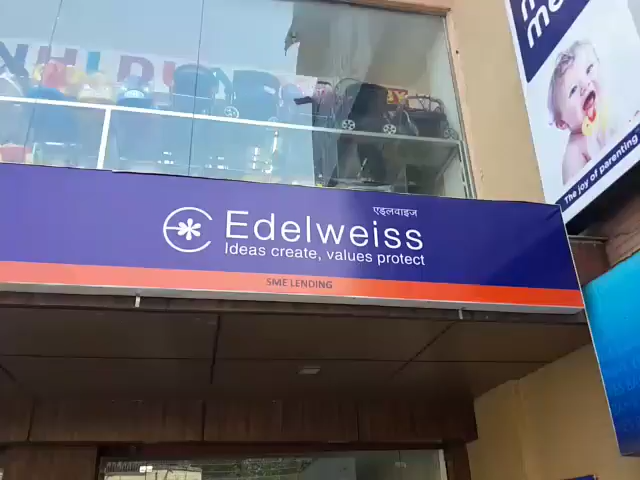 एडलवाइज
Edelweiss
Ideas create, values protect
SME LENDING
The joy of parenting